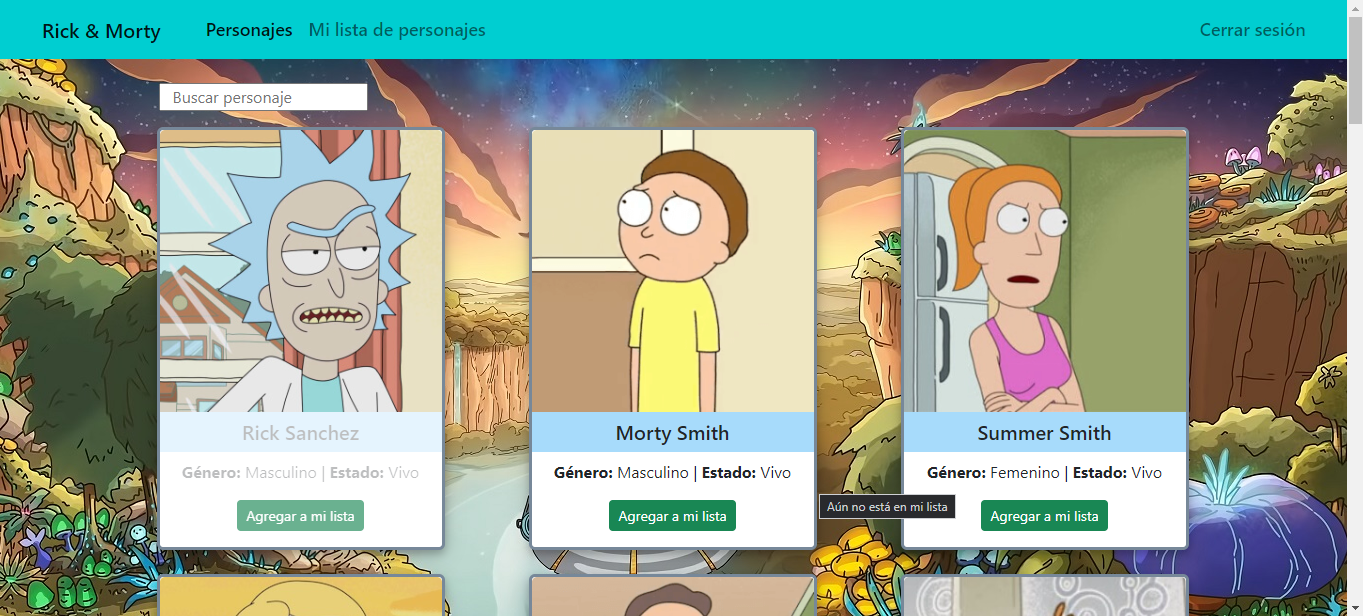 Rick & Morty Personajes Mi lista de personajes Cerrar sesión
Buscar personaje
Rick Sanchez
Género: Masculino | Estado: Vivo
Agregar a mi lista
Morty Smith
Género: Masculino | Estado: Vivo
Agregar a mi lista
Aún no está en mi lista
Summer Smith
Género: Femenino | Estado: Vivo
Agregar a mi lista